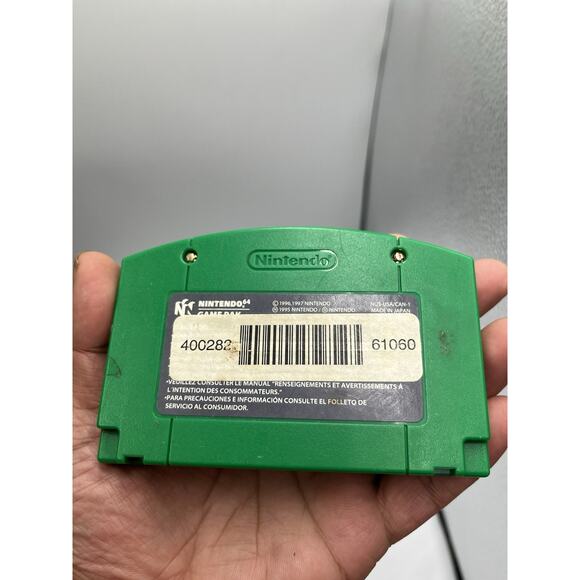 Nintendo
NINTENDO 64
GAME PAK
© 1996, 1997 NINTENDO
© 1995 NINTENDO /
NUS-USA/CAN-1
MADE IN JAPAN
400282
61060
•VEUILLEZ CONSULTER LE MANUAL "RENSEIGNEMENTS ET AVERTISSEMENTS À
L'INTENTION DES CONSOMMATEURS."
•PARA PRECAUCIONES E INFORMACIÓN CONSULTE EL FOLLETO DE
SERVICIO AL CONSUMIDOR.